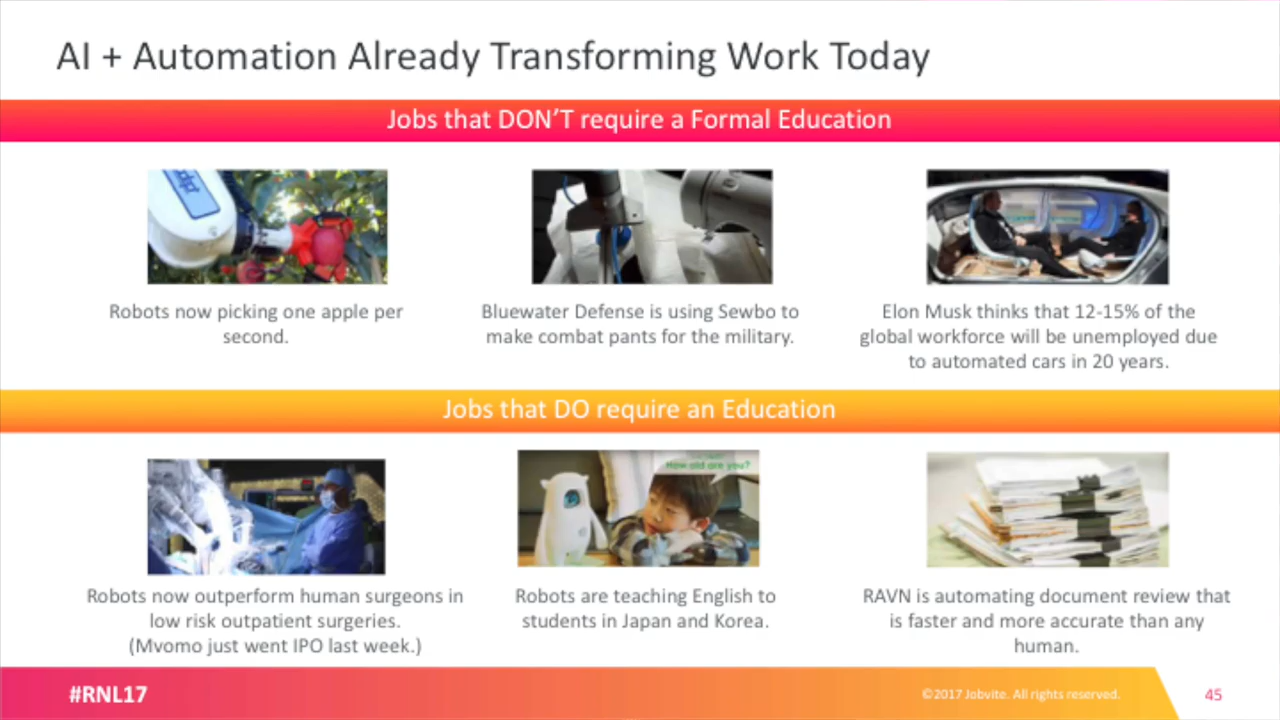 AI + Automation Already Transforming Work Today
Jobs that DON'T require a Formal Education
Robots now picking one apple per
second.
Bluewater Defense is using Sewbo to
make combat pants for the military.
Elon Musk thinks that 12-15% of the
global workforce will be unemployed due
to automated cars in 20 years.
Jobs that DO require an Education
How old are you?
Robots now outperform human surgeons in
low risk outpatient surgeries.
(Mvomo just went IPO last week.)
Robots are teaching English to
students in Japan and Korea.
RAVN is automating document review that
is faster and more accurate than any
human.
#RNL17
©2017 Jobvite. All rights reserved.
45